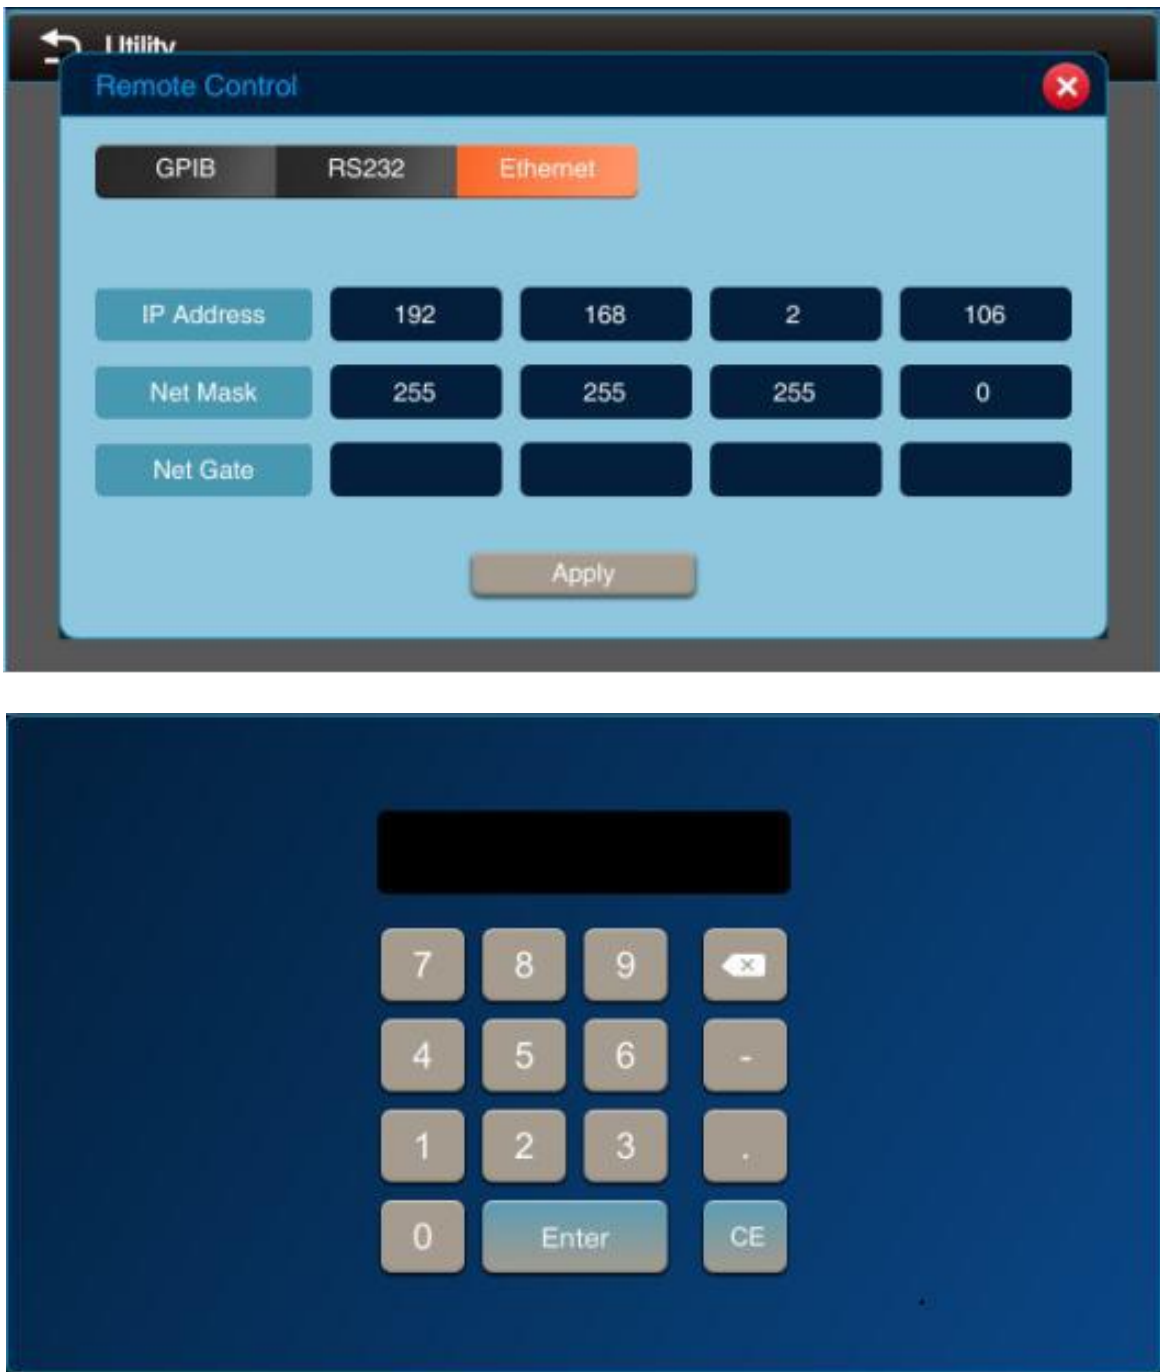 Utility
Remote Control
GPIB RS232 Ethernet
IP Address 192 168 2 106
Net Mask 255 255 255 0
Net Gate
Apply
7 8 9
4 5 6 -
1 2 3 .
0 Enter CE